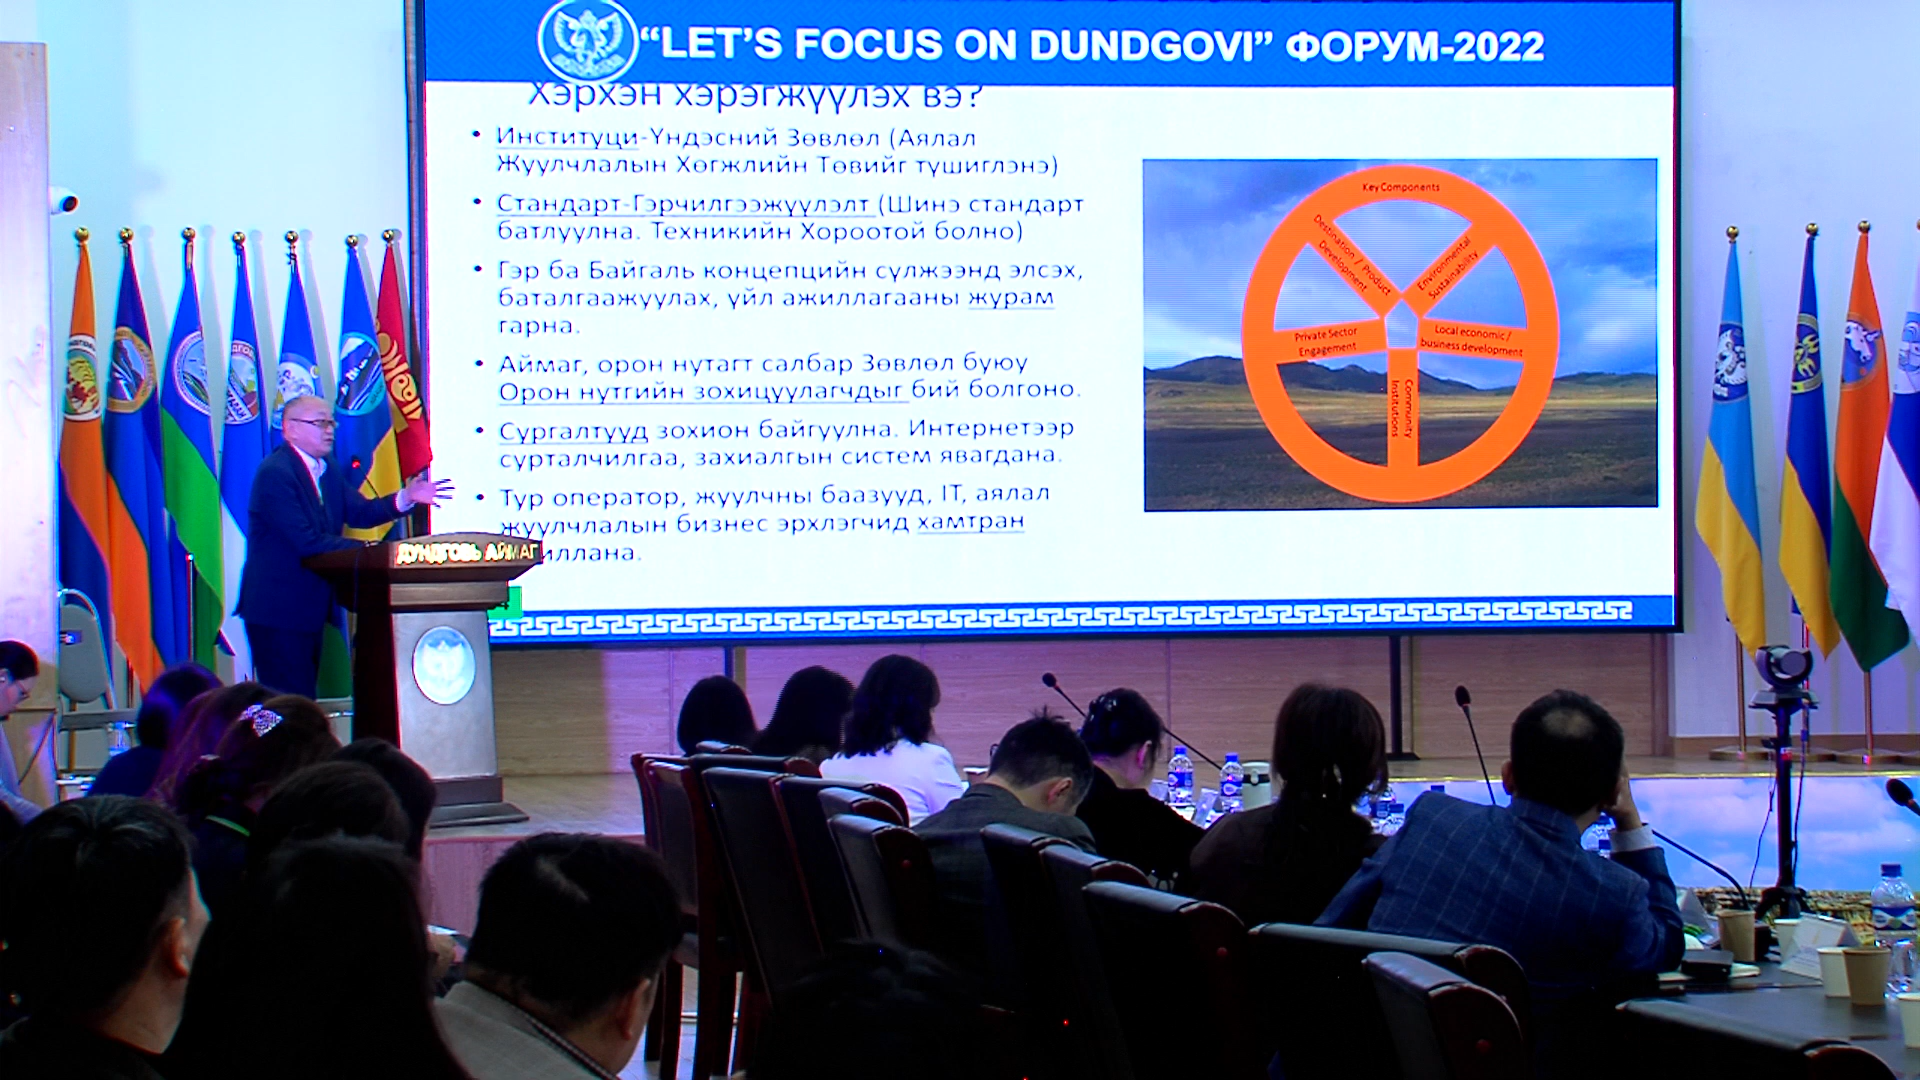 “LET’S FOCUS ON DUNDGOVI” ФОРУМ-2022
Хэрхэн хэрэгжүүлэх вэ?
• Институци-Үндэсний Зөвлөл (Аялал
Жуулчлалын Хөгжлийн Төвийг түшиглэнэ)
• Стандарт-Гэрчилгээжүүлэлт (Шинэ стандарт
батлуулна. Техникийн Хороотой болно)
• Гэр ба Байгаль концепцийн сүлжээнд элсэх,
баталгаажуулах, үйл ажиллагааны журам
гарна.
• Аймаг, орон нутагт салбар Зөвлөл буюу
Орон нутгийн зохицуулагчдыг бий болгоно.
• Сургалтууд зохион байгуулна. Интернетээр
сурталчилгаа, захиалгын систем явагдана.
• Тур оператор, жуулчны баазууд, IT, аялал
жуулчлалын бизнес эрхлэгчид хамтран
иллана.
Key Components
Destination / Product
Development
Environmental
Sustainability
Private Sector
Engagement
Local economic /
business development
Community
Institutions
ДУНДГОВЬ АЙМАГ